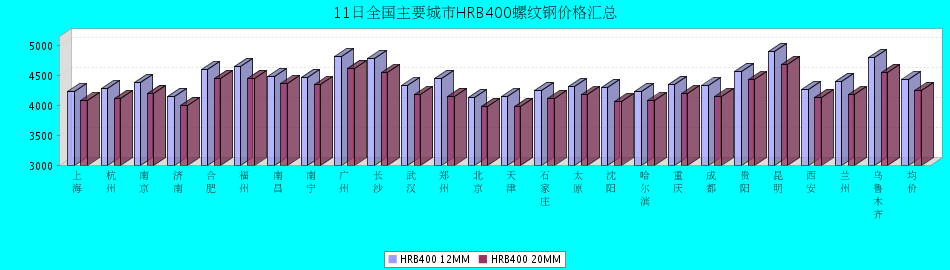 11日全国主要城市HRB400螺纹钢价格汇总
5000
4500
4000
3500
3000
上海
杭州
南京
济南
合肥
福州
南昌
南宁
广州
长沙
武汉
郑州
北京
天津
石家庄
太原
沈阳
哈尔滨
重庆
成都
贵阳
昆明
西安
兰州
乌鲁木齐
均价
HRB400 12MM
HRB400 20MM